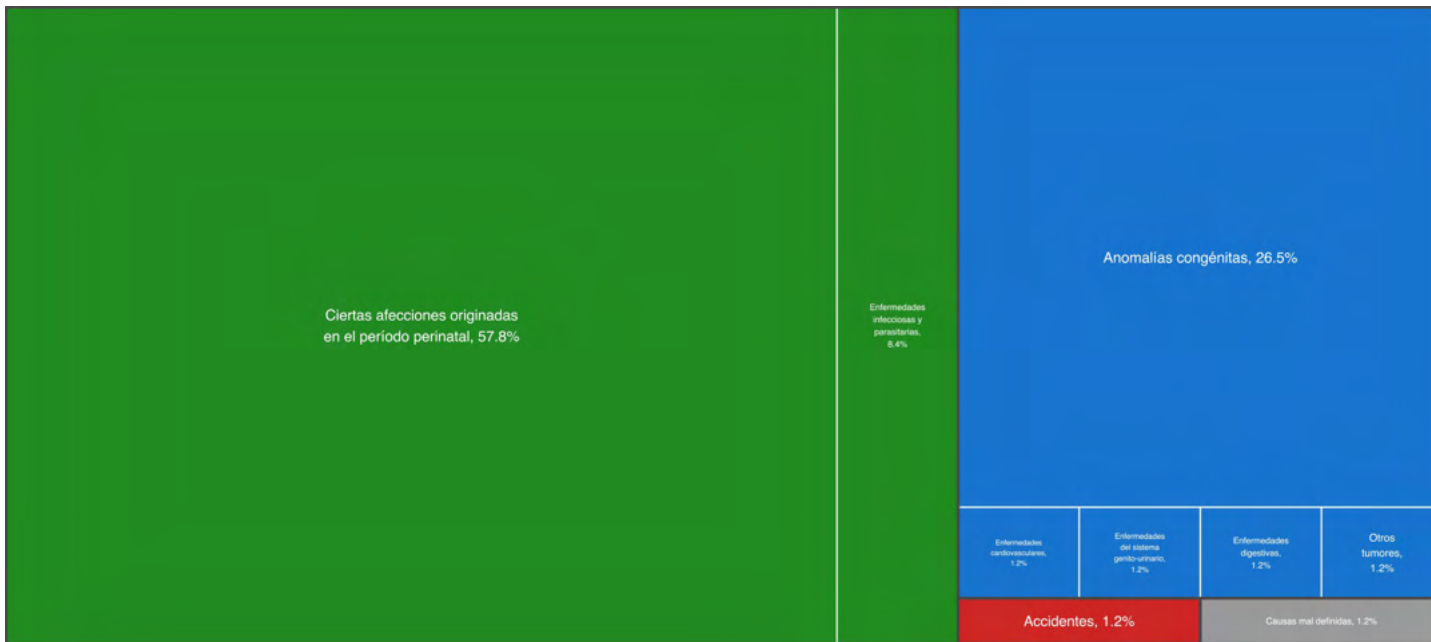 Ciertas afecciones originadas
en el período perinatal, 57.8%
Enfermedades
infecciosas y
parasitarias,
8.4%
Anomalías congénitas, 26.5%
Enfermedades
cardiovasculares,
1.2%
Enfermedades
del sistema
genito-urinario,
1.2%
Enfermedades
digestivas,
1.2%
Otros
tumores,
1.2%
Accidentes, 1.2%
Causas mal definidas, 1.2%